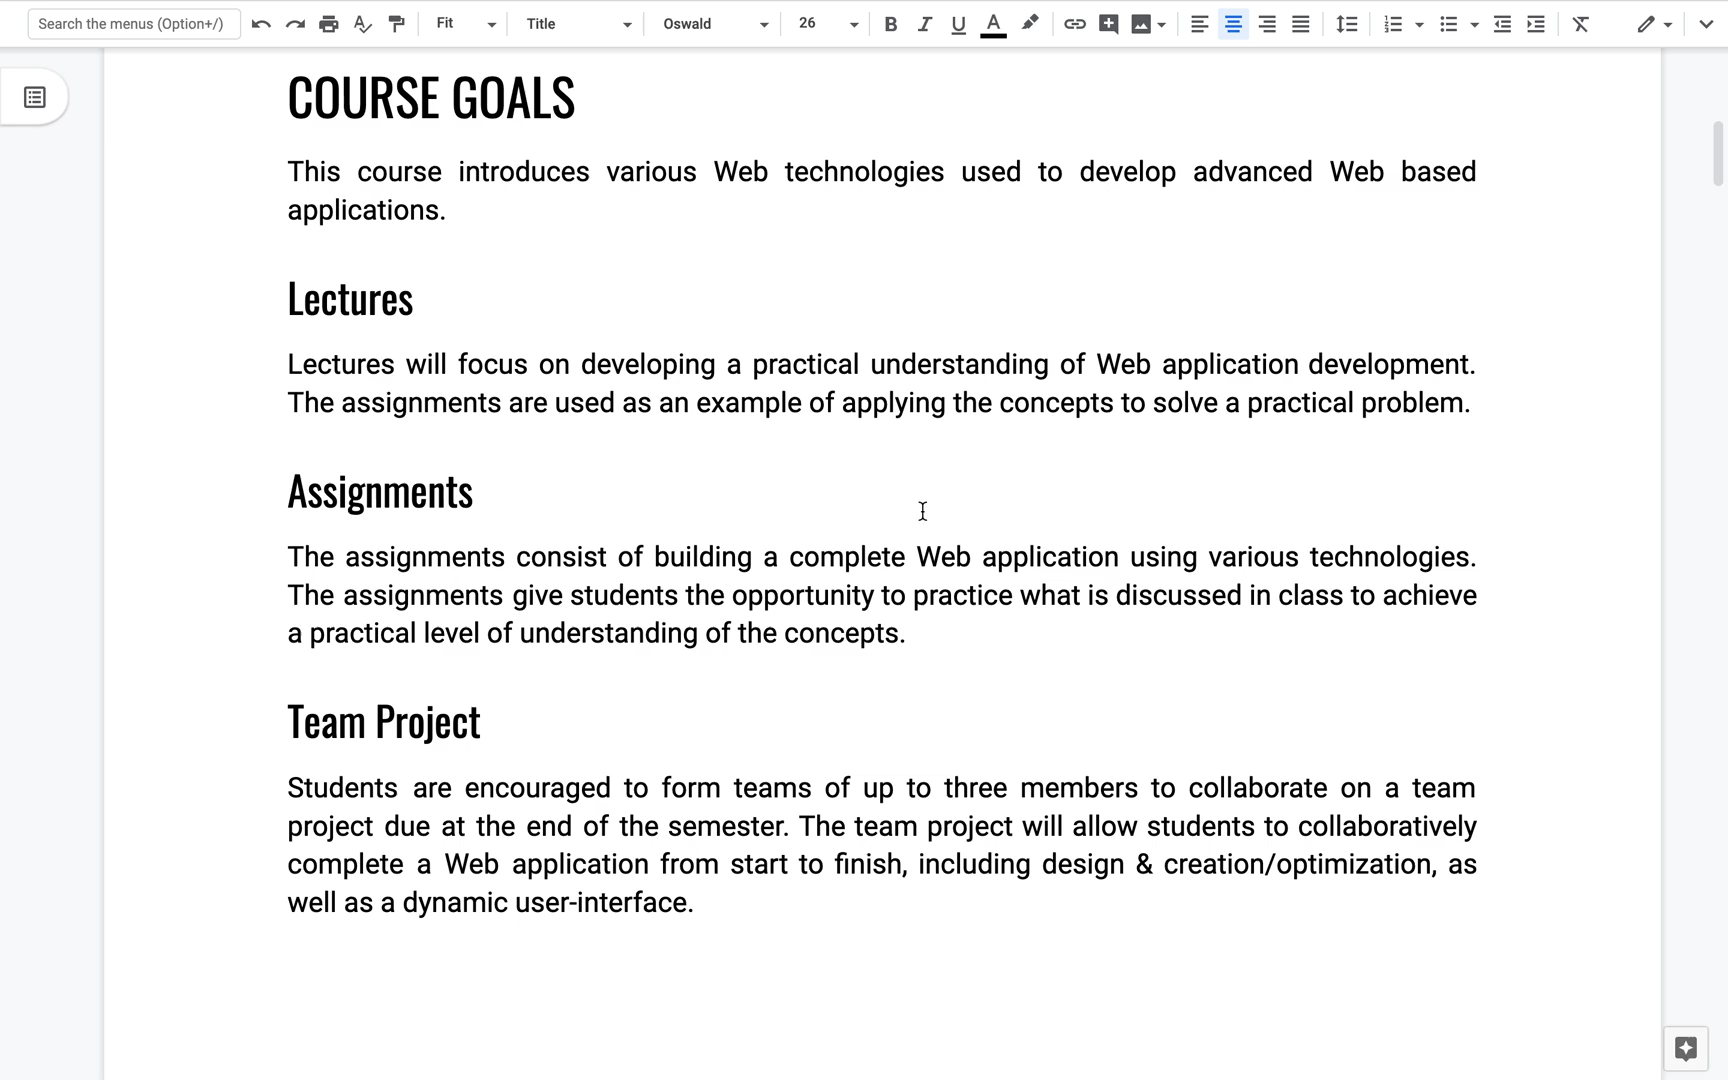 Search the menus (Option+/) Fit Title Oswald 26 B I U A
COURSE GOALS
This course introduces various Web technologies used to develop advanced Web based
applications.
Lectures
Lectures will focus on developing a practical understanding of Web application development.
The assignments are used as an example of applying the concepts to solve a practical problem.
Assignments
The assignments consist of building a complete Web application using various technologies.
The assignments give students the opportunity to practice what is discussed in class to achieve
a practical level of understanding of the concepts.
Team Project
Students are encouraged to form teams of up to three members to collaborate on a team
project due at the end of the semester. The team project will allow students to collaboratively
complete a Web application from start to finish, including design & creation/optimization, as
well as a dynamic user-interface.